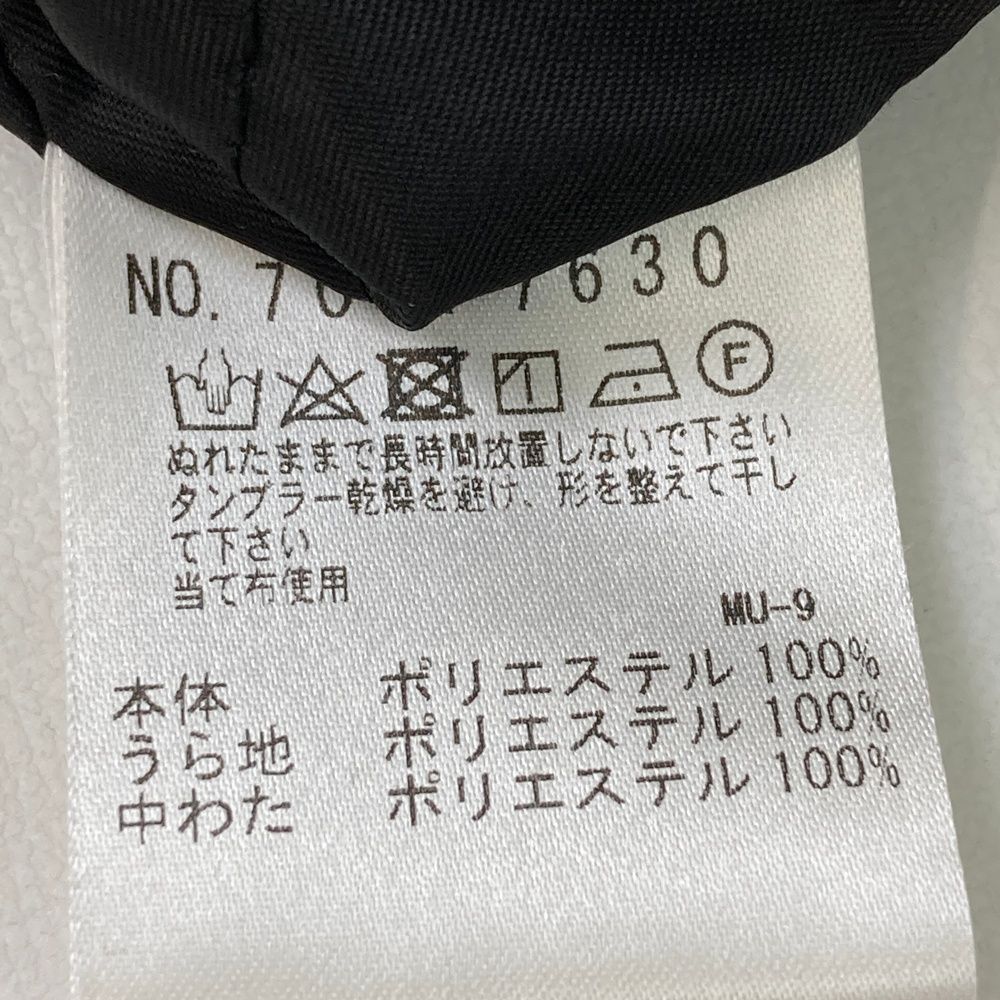 NO. 7630
F
ぬれたままで長時間放置しないで下さい
タンブラー乾燥を避け、形を整えて干し
て下さい
当て布使用
MU-9
本体 ポリエステル 100%
うら地 ポリエステル 100%
中わた ポリエステル 100%